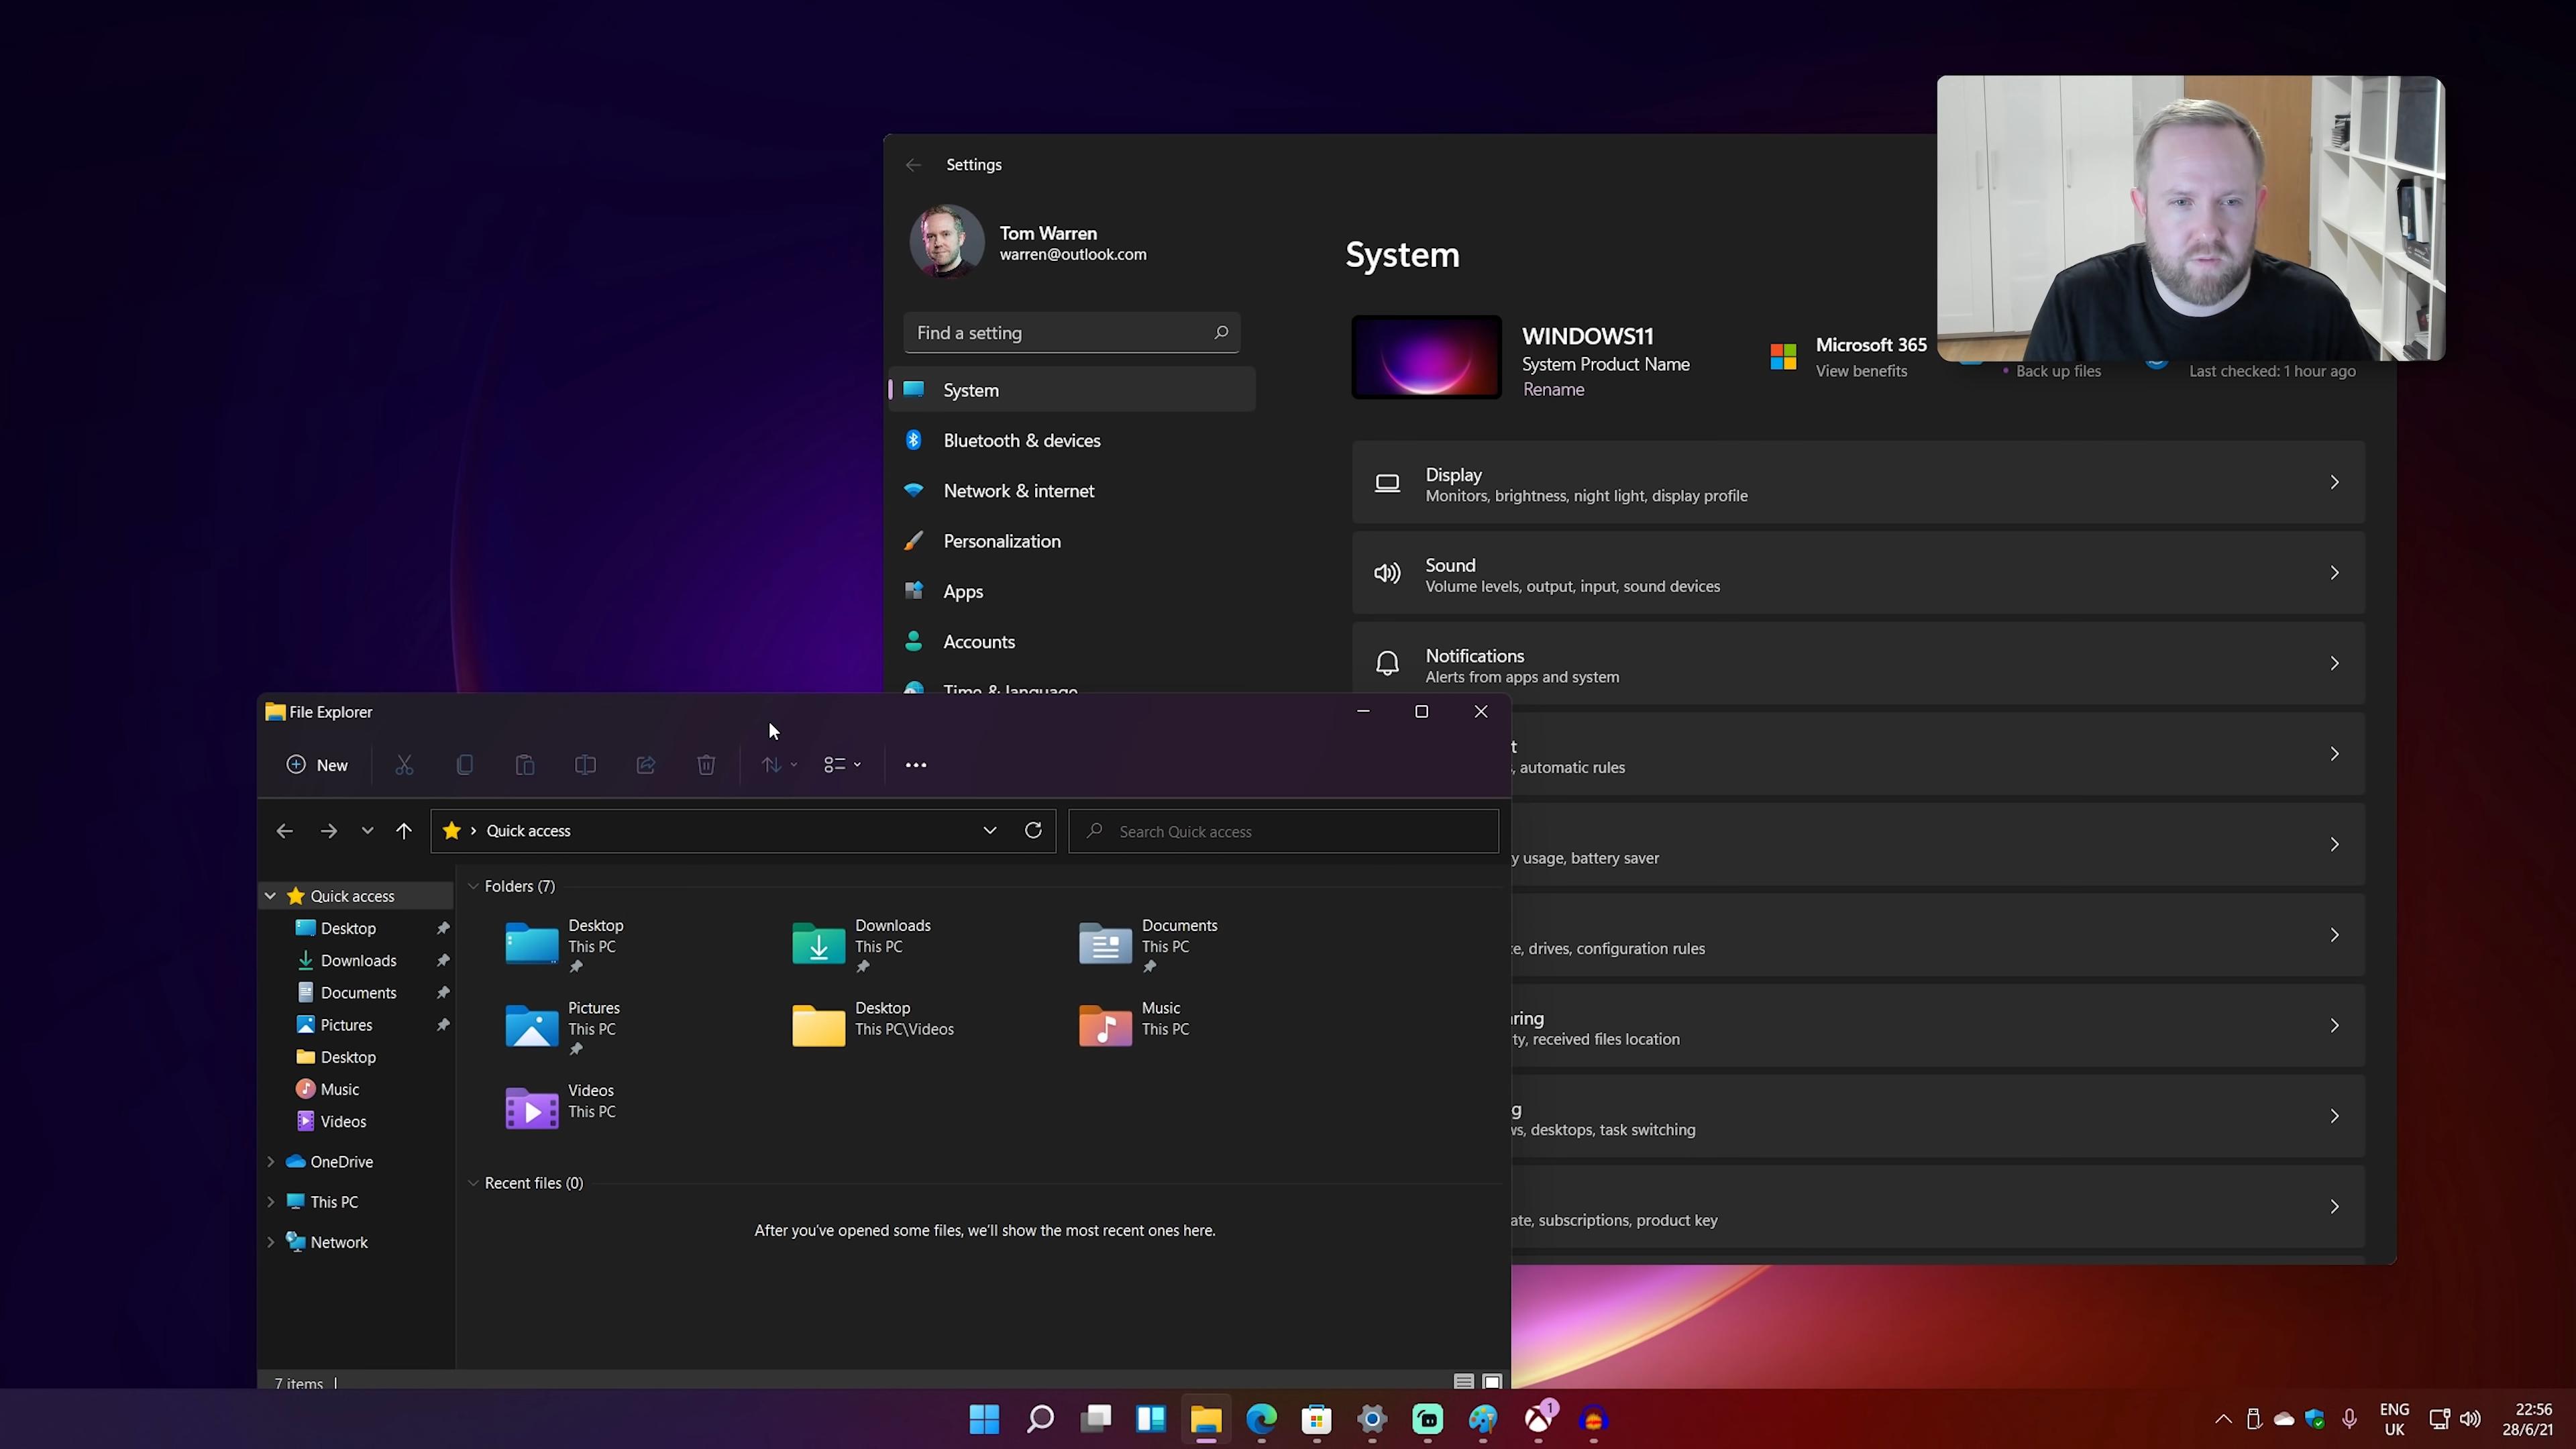 Settings
Tom Warren
warren@outlook.com
Find a setting
System
Bluetooth & devices
Network & internet
Personalization
Apps
Accounts
Time & language
System
WINDOWS11
System Product Name
Rename
Microsoft 365
View benefits
• Back up files
Last checked: 1 hour ago
Display
Monitors, brightness, night light, display profile
Sound
Volume levels, output, input, sound devices
Notifications
Alerts from apps and system
t
, automatic rules
y usage, battery saver
, drives, configuration rules
ring
ty, received files location
g
ws, desktops, task switching
ate, subscriptions, product key
File Explorer
New
Quick access
Search Quick access
Quick access
Desktop
Downloads
Documents
Pictures
Desktop
Music
Videos
OneDrive
This PC
Network
Folders (7)
Desktop
This PC
Downloads
This PC
Documents
This PC
Pictures
This PC
Desktop
This PC\Videos
Music
This PC
Videos
This PC
Recent files (0)
After you've opened some files, we'll show the most recent ones here.
7 items
1
ENG
UK
22:56
28/6/21